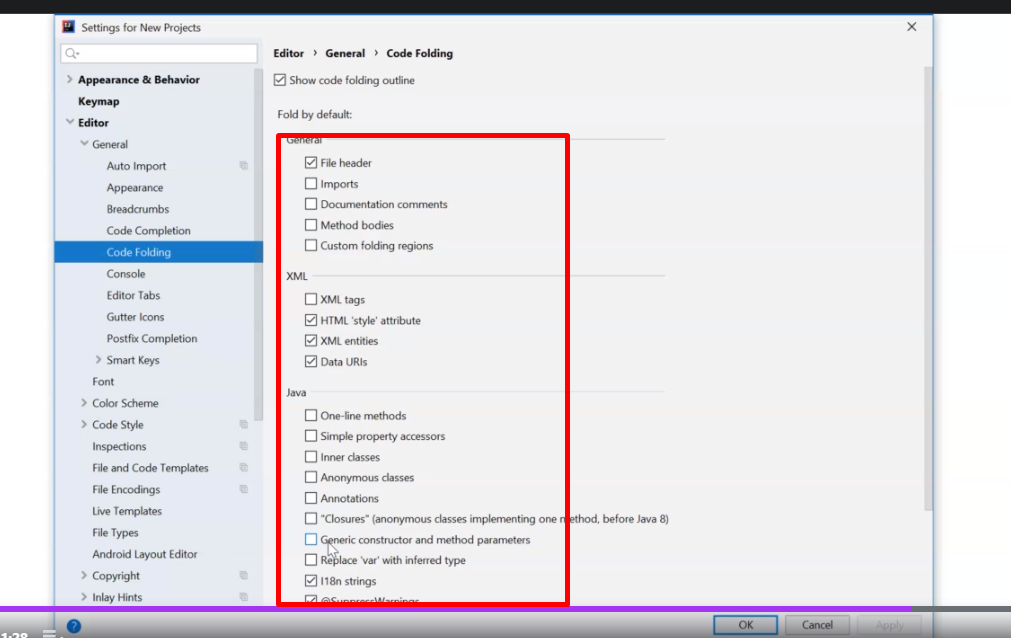 Settings for New Projects
Editor › General › Code Folding
Appearance & Behavior
Keymap
Editor
General
Auto Import
Appearance
Breadcrumbs
Code Completion
Code Folding
Console
Editor Tabs
Gutter Icons
Postfix Completion
Smart Keys
Font
Color Scheme
Code Style
Inspections
File and Code Templates
File Encodings
Live Templates
File Types
Android Layout Editor
Copyright
Inlay Hints
Show code folding outline
Fold by default:
General
File header
Imports
Documentation comments
Method bodies
Custom folding regions
XML
XML tags
HTML 'style' attribute
XML entities
Data URIs
Java
One-line methods
Simple property accessors
Inner classes
Anonymous classes
Annotations
"Closures" (anonymous classes implementing one method, before Java 8)
Generic constructor and method parameters
Replace 'var' with inferred type
I18n strings
@SuppressWarnings
?
OK
Cancel
Apply
1:28